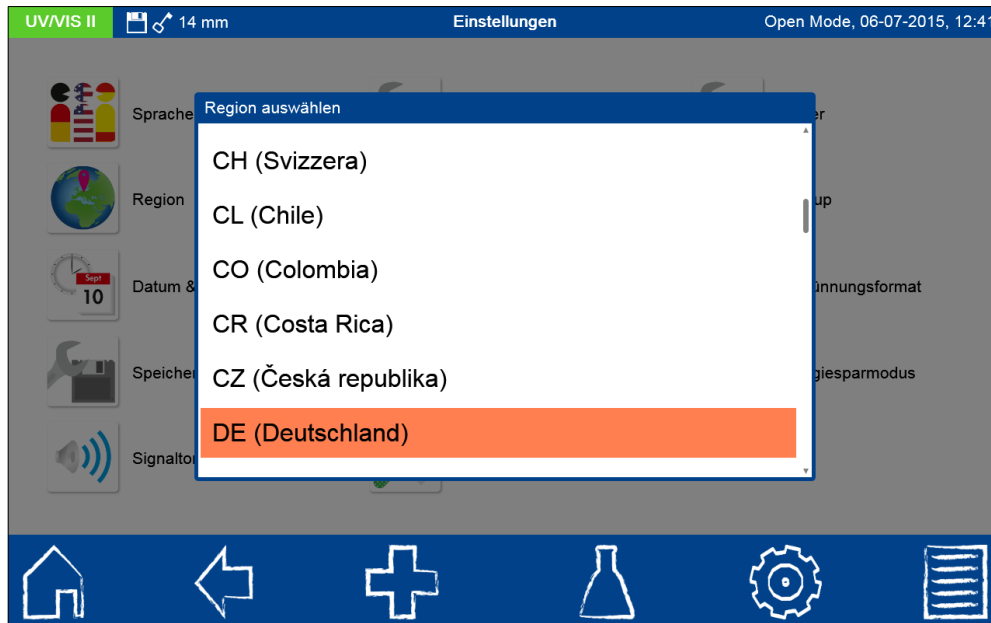 UV/VIS II 14 mm Einstellungen Open Mode, 06-07-2015, 12:41
Region auswählen
Sprache
er
CH (Svizzera)
Region
up
CL (Chile)
CO (Colombia)
Sept
10
Datum &
ünnungsformat
CR (Costa Rica)
Speicher
CZ (Česká republika)
giesparmodus
DE (Deutschland)
Signalton